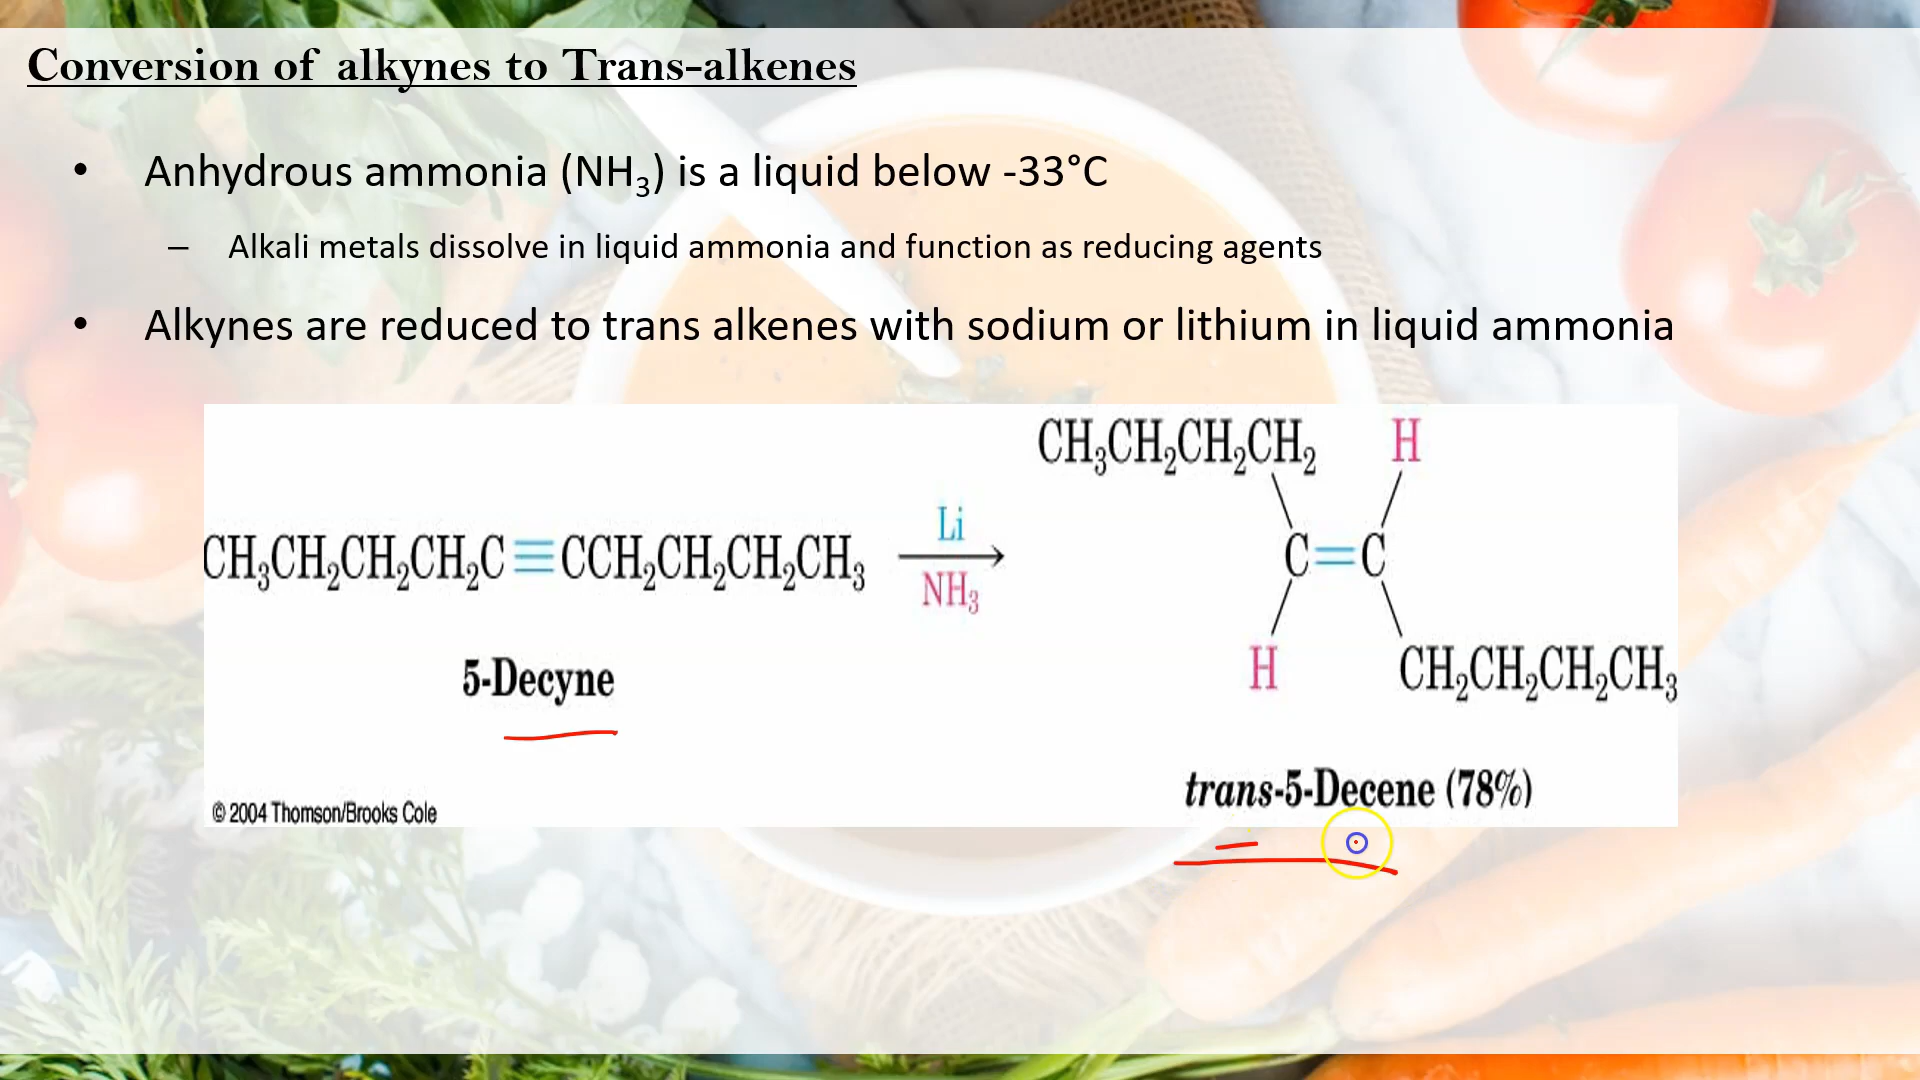 Conversion of alkynes to Trans-alkenes
• Anhydrous ammonia (NH₃) is a liquid below -33°C
– Alkali metals dissolve in liquid ammonia and function as reducing agents
• Alkynes are reduced to trans alkenes with sodium or lithium in liquid ammonia
CH₃CH₂CH₂CH₂ H
Li
CH₃CH₂CH₂CH₂C≡CCH₂CH₂CH₂CH₃ C=C
NH₃
H CH₂CH₂CH₂CH₃
5-Decyne
trans-5-Decene (78%)
© 2004 Thomson/Brooks Cole